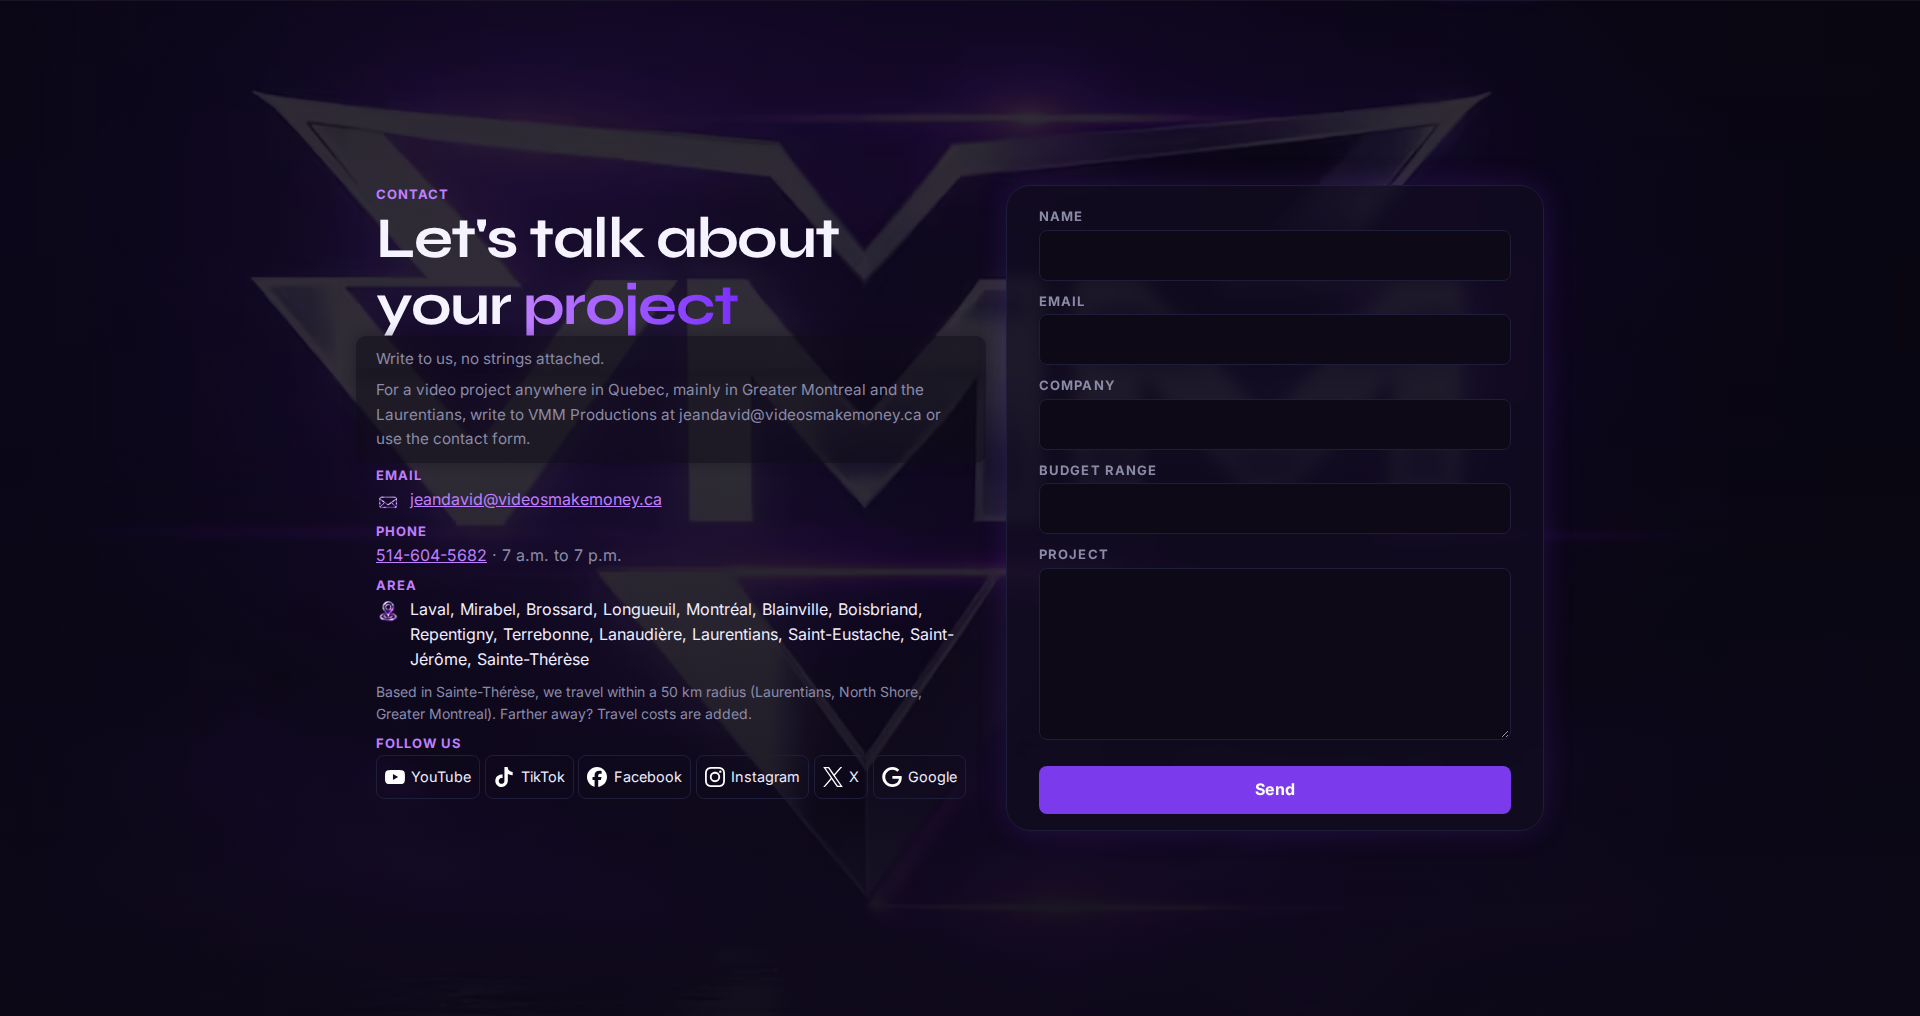 CONTACT
Let's talk about
your project
Write to us, no strings attached.
For a video project anywhere in Quebec, mainly in Greater Montreal and the
Laurentians, write to VMM Productions at jeandavid@videosmakemoney.ca or
use the contact form.
EMAIL
jeandavid@videosmakemoney.ca
PHONE
514-604-5682 · 7 a.m. to 7 p.m.
AREA
Laval, Mirabel, Brossard, Longueuil, Montréal, Blainville, Boisbriand,
Repentigny, Terrebonne, Lanaudière, Laurentians, Saint-Eustache, Saint-
Jérôme, Sainte-Thérèse
Based in Sainte-Thérèse, we travel within a 50 km radius (Laurentians, North Shore,
Greater Montreal). Farther away? Travel costs are added.
FOLLOW US
YouTube TikTok Facebook Instagram X Google
NAME
EMAIL
COMPANY
BUDGET RANGE
PROJECT
Send
VM